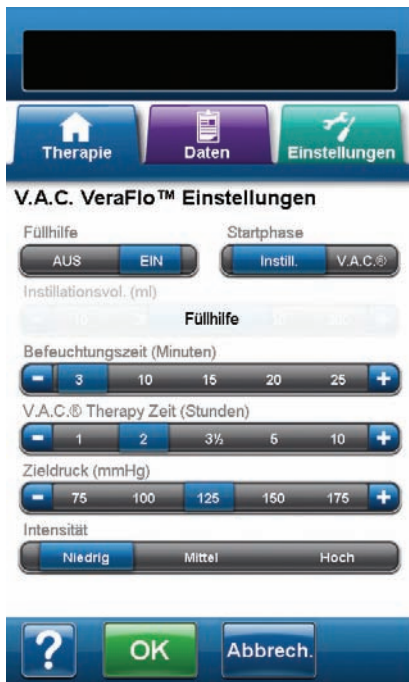 Therapie Daten Einstellungen
V.A.C. VeraFlo™ Einstellungen
Füllhilfe Startphase
AUS EIN Instill. V.A.C.®
Instillationsvol. (ml)
Füllhilfe
Befeuchtungszeit (Minuten)
- 3 10 15 20 25 +
V.A.C.® Therapy Zeit (Stunden)
- 1 2 3½ 5 10 +
Zieldruck (mmHg)
- 75 100 125 150 175 +
Intensität
Niedrig Mittel Hoch
? OK Abbrech.